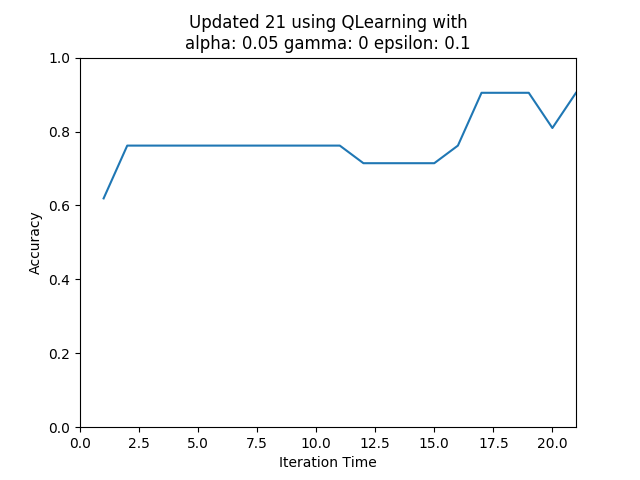 Updated 21 using QLearning with
alpha: 0.05 gamma: 0 epsilon: 0.1
1.0
0.8
0.6
0.4
0.2
0.0
Accuracy
0.0 2.5 5.0 7.5 10.0 12.5 15.0 17.5 20.0
Iteration Time